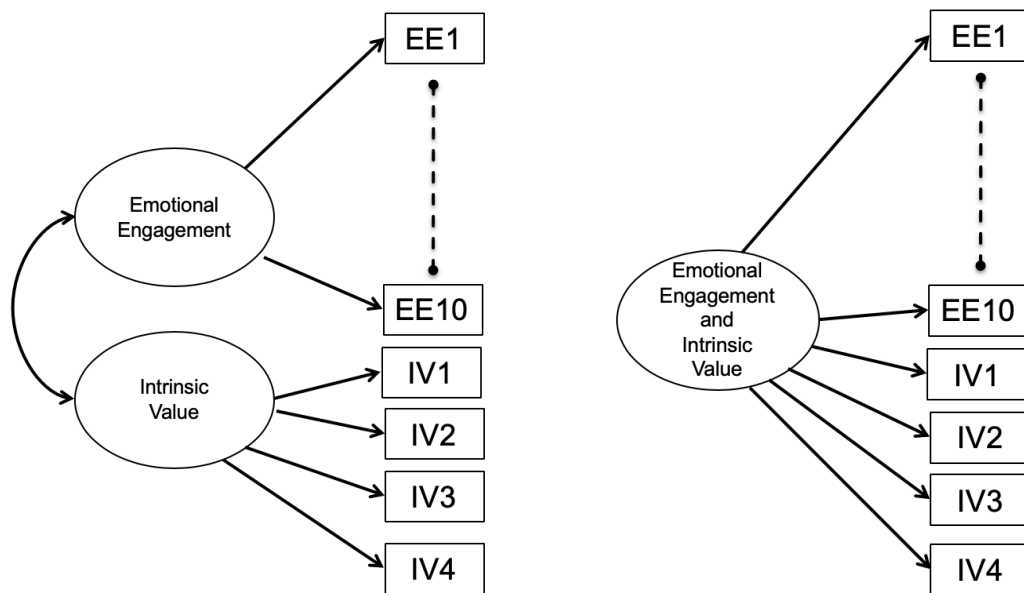 EE1
Emotional
Engagement
EE10
Intrinsic
Value
IV1
IV2
IV3
IV4
EE1
Emotional
Engagement
and
Intrinsic
Value
EE10
IV1
IV2
IV3
IV4